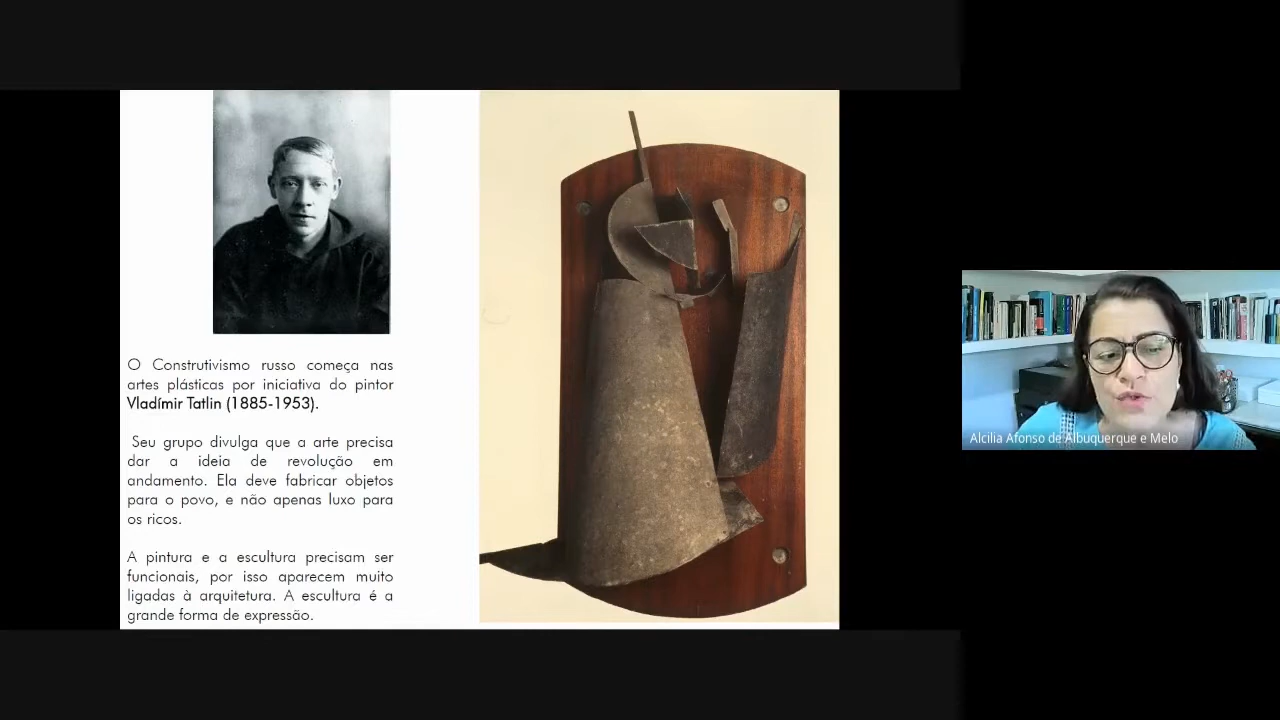 O Construtivismo russo começa nas
artes plásticas por iniciativa do pintor
Vladímir Tatlin (1885-1953).
Seu grupo divulga que a arte precisa
dar a ideia de revolução em
andamento. Ela deve fabricar objetos
para o povo, e não apenas luxo para
os ricos.
A pintura e a escultura precisam ser
funcionais, por isso aparecem muito
ligadas à arquitetura. A escultura é a
grande forma de expressão.
Alcilia Afonso de Albuquerque e Melo